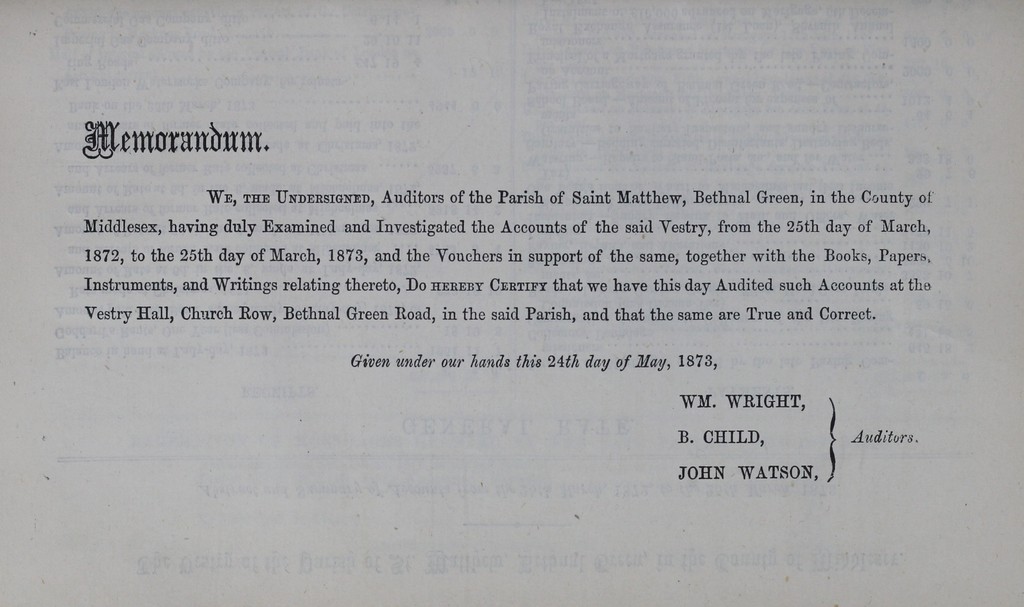 Memorandum.
WE, THE UNDERSIGNED, Auditors of the Parish of Saint Matthew, Bethnal Green, in the County of
Middlesex, having duly Examined and Investigated the Accounts of the said Vestry, from the 25th day of March,
1872, to the 25th day of March, 1873, and the Vouchers in support of the same, together with the Books, Papers,
Instruments, and Writings relating thereto, DO HEREBY CERTIFY that we have this day Audited such Accounts at the
Vestry Hall, Church Row, Bethnal Green Road, in the said Parish, and that the same are True and Correct.
Given under our hands this 24th day of May, 1873,
WM. WRIGHT,
B. CHILD, Auditors.
JOHN WATSON,